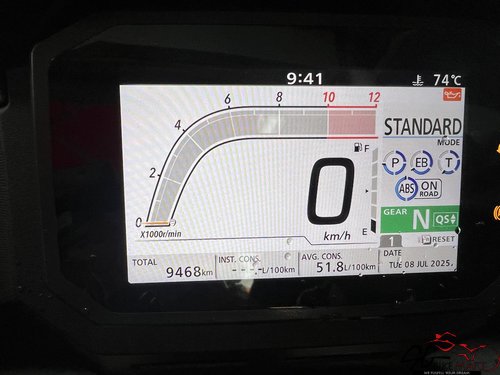 9:41 74℃
6 8 10 12
4
2
0
X1000r/min
STANDARD
MODE
P EB T
ABS ON ROAD
F
E
0
km/h
GEAR N QS
1 RESET
TOTAL
9468km
INST. CONS.
---.-L/100km
AVG. CONS.
51.8L/100km
DATE
TUE 08 JUL 2025